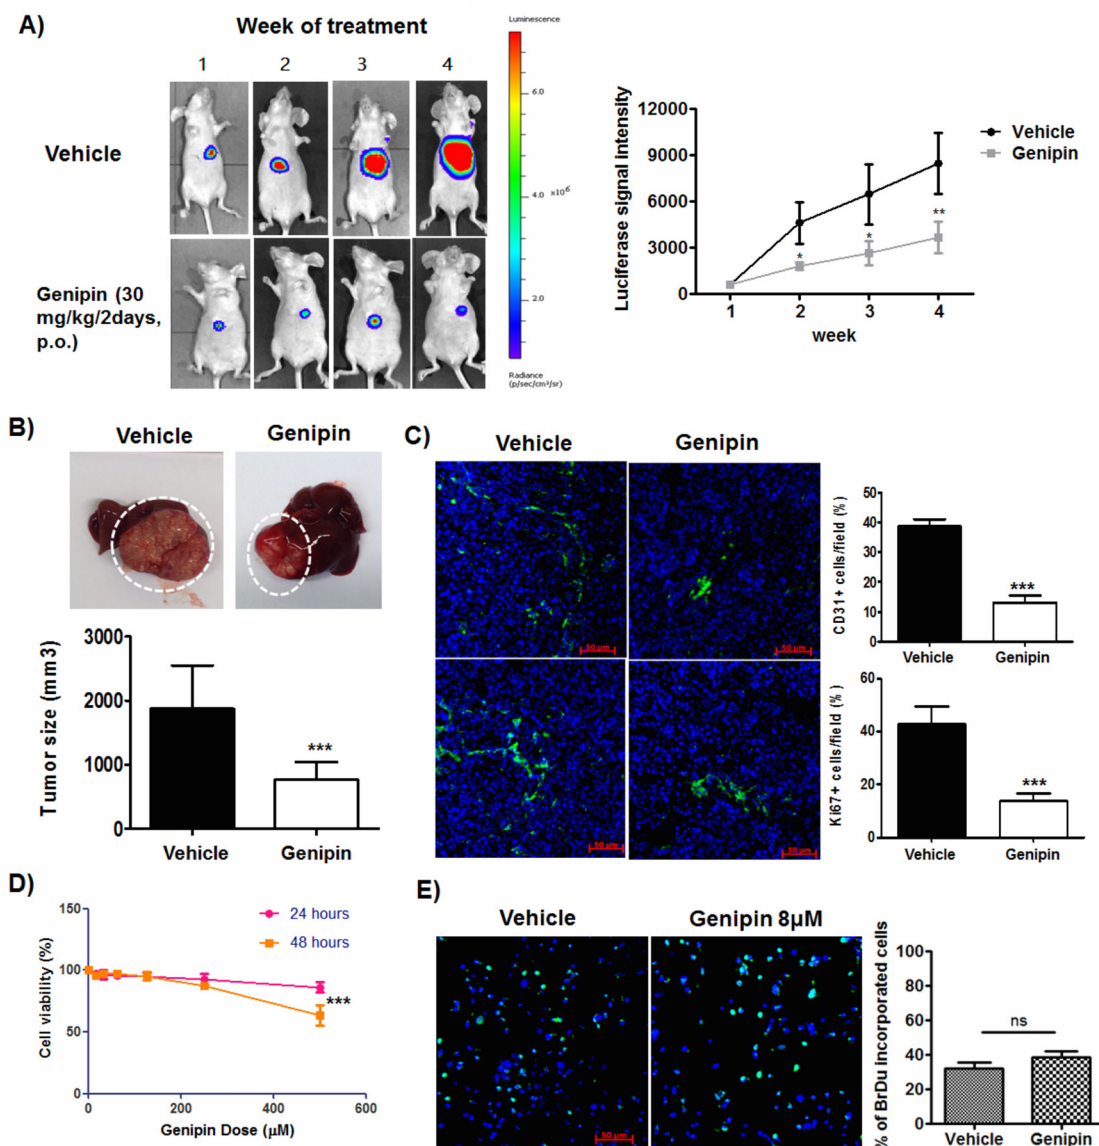 A)
Week of treatment
1 2 3 4
Vehicle
Genipin (30
mg/kg/2days,
p.o.)
Luminescence
6.0
4.0
x10⁶
2.0
Radiance
(p/sec/cm²/sr)
Luciferase signal intensity
12000
9000
6000
3000
0
* * **
1 2 3 4
week
Vehicle
Genipin
B)
Vehicle Genipin
Tumor size (mm3)
3000
2000
1000
0
***
Vehicle Genipin
C)
Vehicle Genipin
50 μm 50 μm
50 μm 50 μm
CD31+ cells/field (%)
50
40
30
20
10
0
***
Vehicle Genipin
Ki67+ cells/field (%)
60
40
20
0
***
Vehicle Genipin
D)
Cell viability (%)
150
100
50
0
24 hours
48 hours
***
0 200 400 600
Genipin Dose (μM)
E)
Vehicle Genipin 8μM
50 μm
% of BrDu incorporated cells
100
80
60
40
20
0
ns
Vehicle Genipin